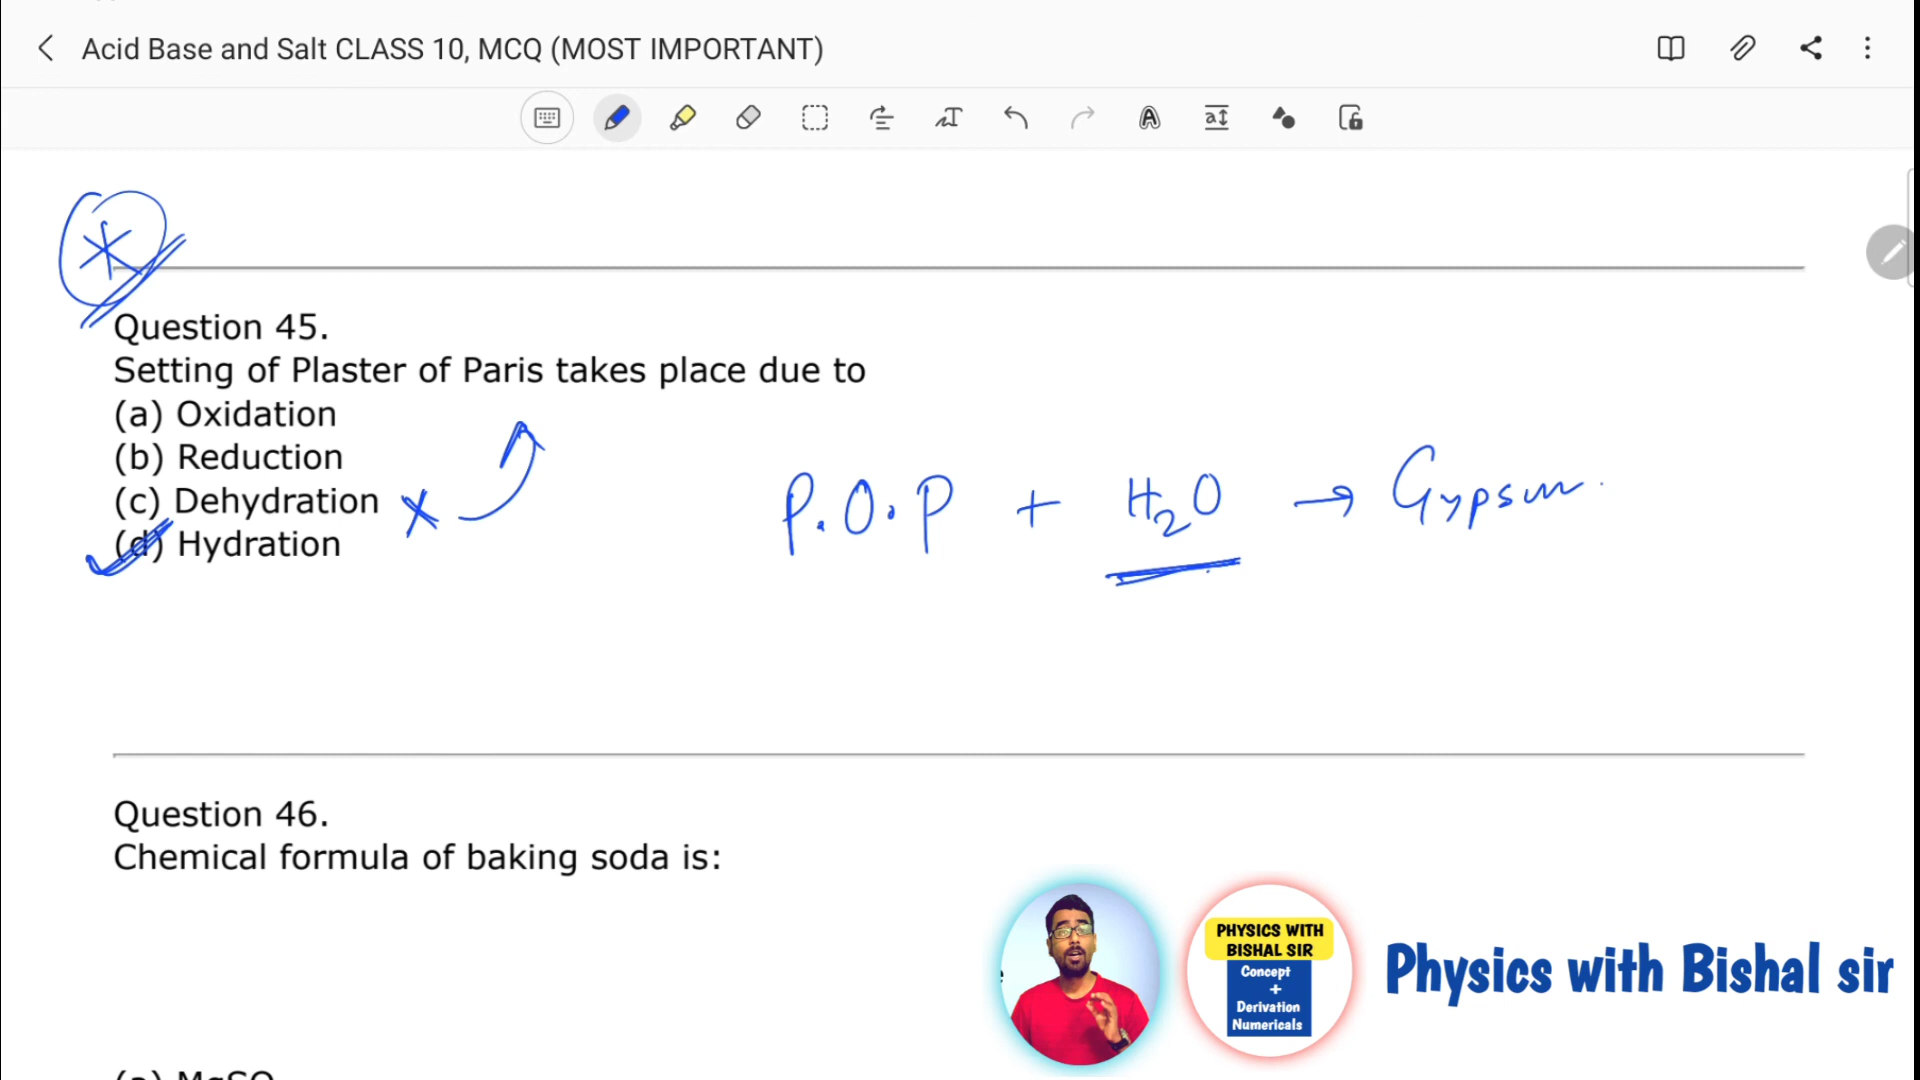 Acid Base and Salt CLASS 10, MCQ (MOST IMPORTANT)
Question 45.
Setting of Plaster of Paris takes place due to
(a) Oxidation
(b) Reduction
(c) Dehydration
(d) Hydration
P.O.P + H₂O → Gypsum.
Question 46.
Chemical formula of baking soda is:
PHYSICS WITH
BISHAL SIR
Concept
+
Derivation
Numericals
Physics with Bishal sir